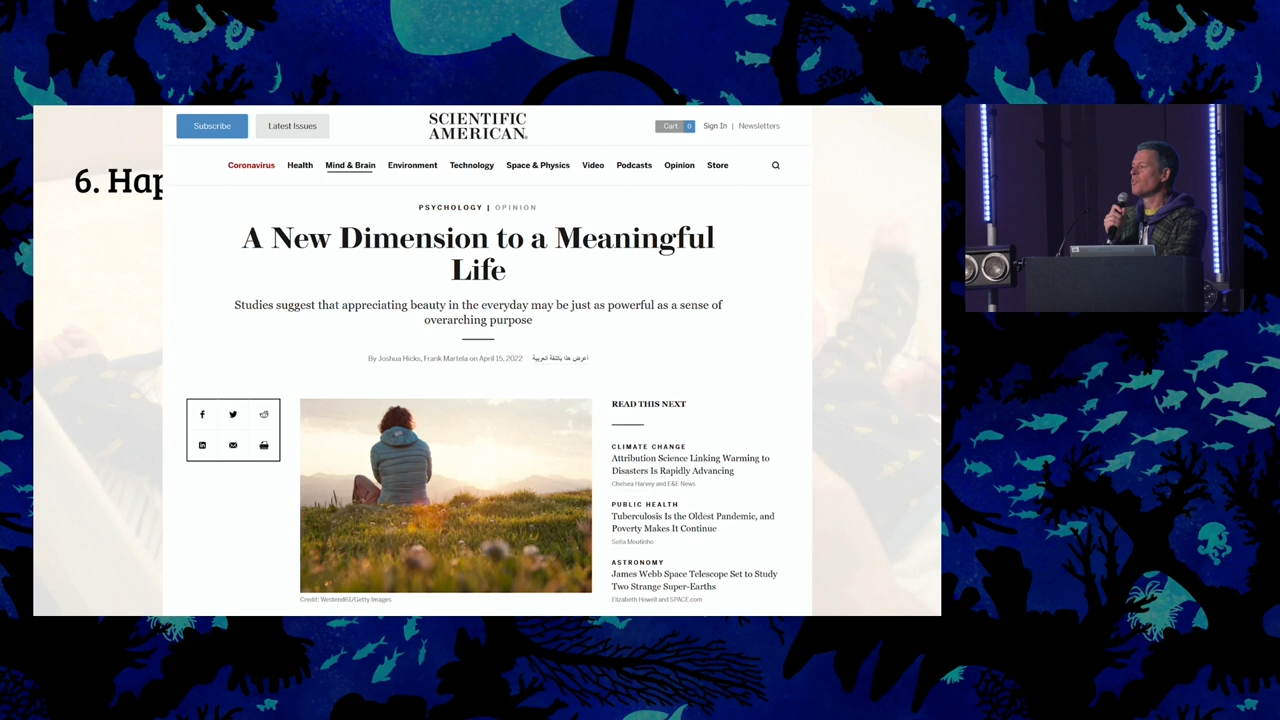 Subscribe
Latest Issues
SCIENTIFIC
AMERICAN®
Cart 0
Sign In | Newsletters
Coronavirus Health Mind & Brain Environment Technology Space & Physics Video Podcasts Opinion Store
6. Hap
PSYCHOLOGY | OPINION
A New Dimension to a Meaningful
Life
Studies suggest that appreciating beauty in the everyday may be just as powerful as a sense of
overarching purpose
By Joshua Hicks, Frank Martela on April 15, 2022 أعرض هذا باللغة العربية
READ THIS NEXT
CLIMATE CHANGE
Attribution Science Linking Warming to
Disasters Is Rapidly Advancing
Chelsea Harvey and E&E News
PUBLIC HEALTH
Tuberculosis Is the Oldest Pandemic, and
Poverty Makes It Continue
Sofia Moutinho
ASTRONOMY
James Webb Space Telescope Set to Study
Two Strange Super-Earths
Elizabeth Howell and SPACE.com
Credit: Westend61/Getty Images